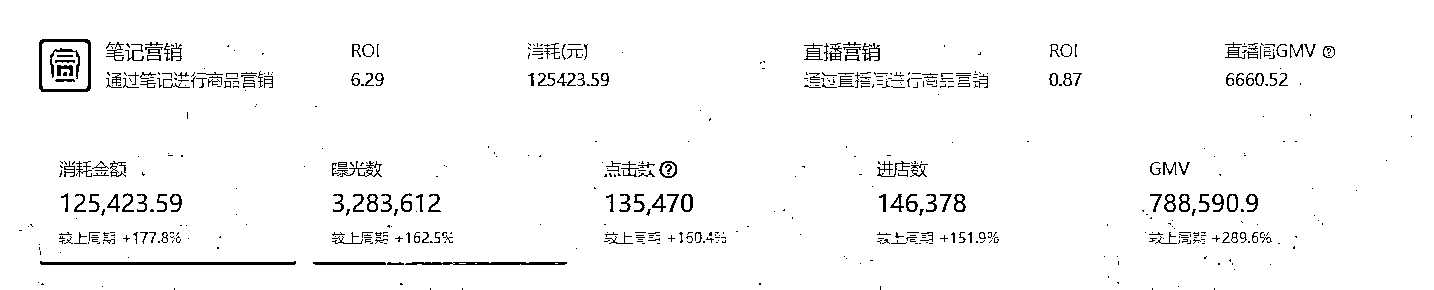 笔记营销 ROI 消耗(元) 直播营销 ROI 直播间GMV ?
通过笔记进行商品营销 6.29 125423.59 通过直播间进行商品营销 0.87 6660.52
消耗金额 曝光数 点击数 ? 进店数 GMV
125,423.59 3,283,612 135,470 146,378 788,590.9
较上周期 +177.8% 较上周期 +162.5% 较上周期 +160.4% 较上周期 +151.9% 较上周期 +289.6%